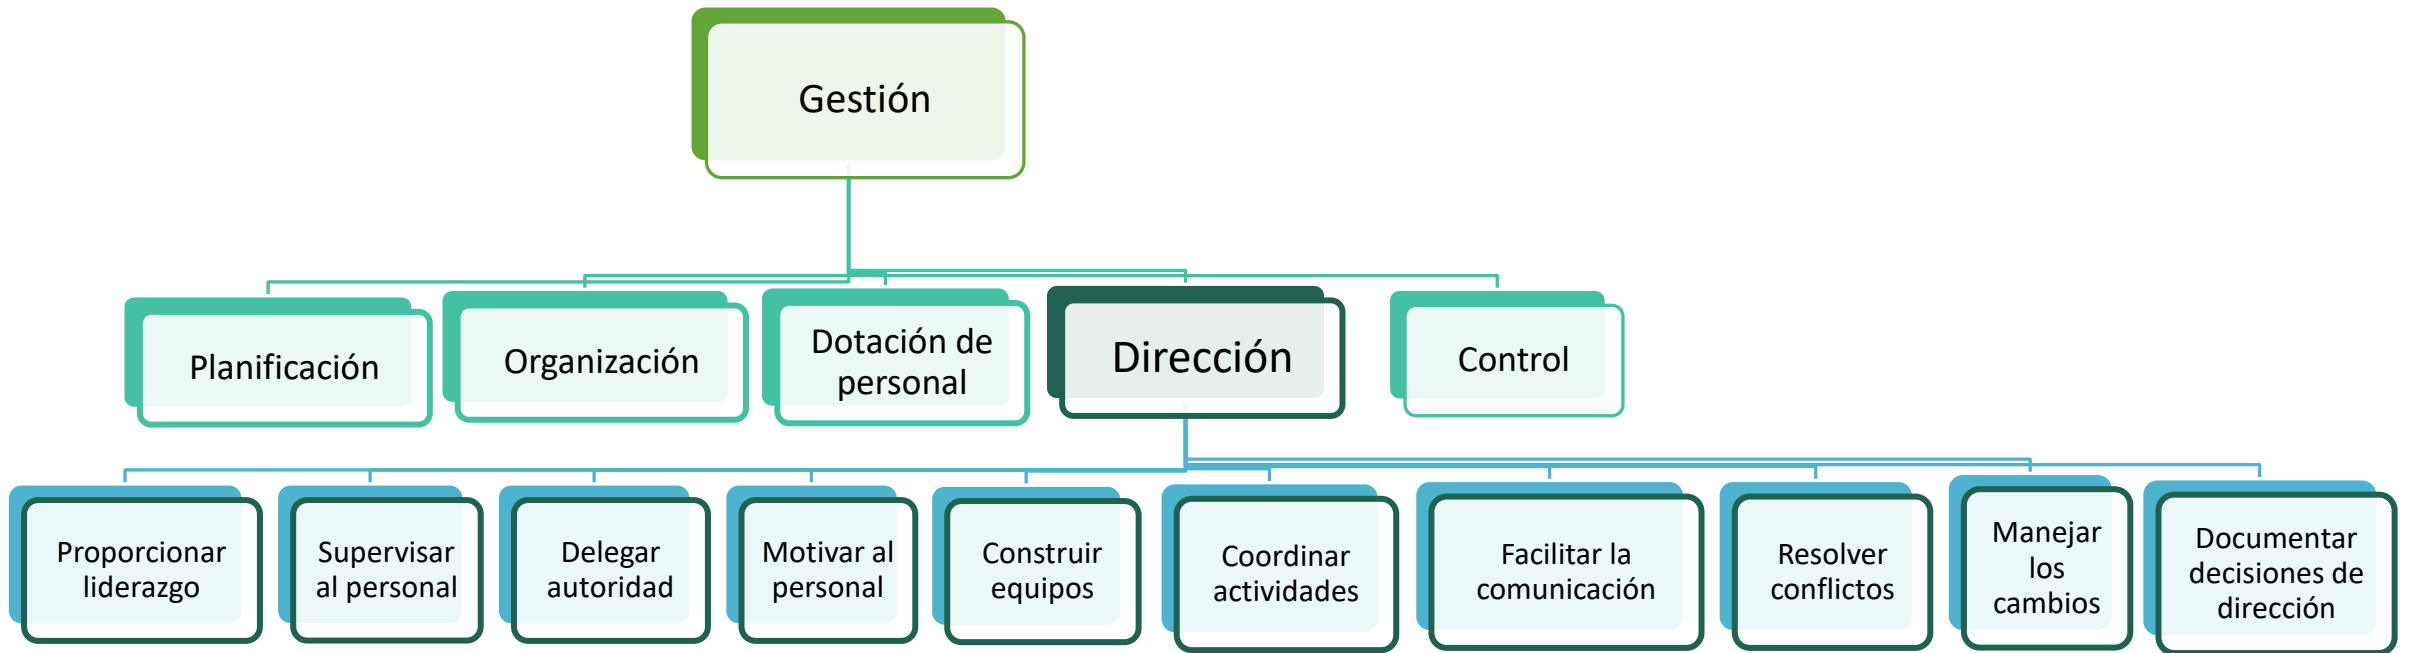 Gestión
Planificación
Organización
Dotación de
personal
Dirección
Control
Proporcionar
liderazgo
Supervisar
al personal
Delegar
autoridad
Motivar al
personal
Construir
equipos
Coordinar
actividades
Facilitar la
comunicación
Resolver
conflictos
Manejar
los
cambios
Documentar
decisiones de
dirección